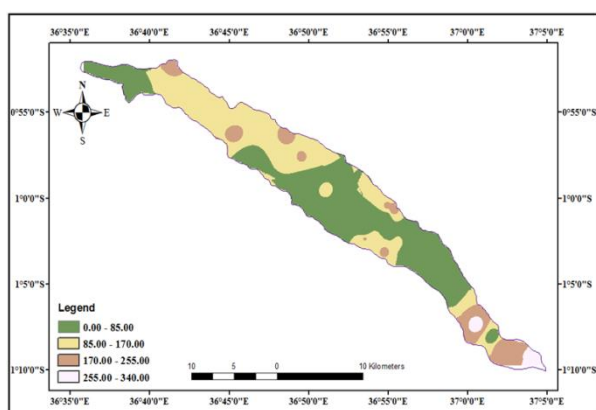 36°35'0"E 36°40'0"E 36°45'0"E 36°50'0"E 36°55'0"E 37°0'0"E 37°5'0"E
N
W E
S
0°55'0"S 0°55'0"S
1°0'0"S 1°0'0"S
1°5'0"S 1°5'0"S
Legend
0.00 - 85.00
85.00 - 170.00
170.00 - 255.00
255.00 - 340.00
10 5 0 10 Kilometers
1°10'0"S 1°10'0"S
36°35'0"E 36°40'0"E 36°45'0"E 36°50'0"E 36°55'0"E 37°0'0"E 37°5'0"E